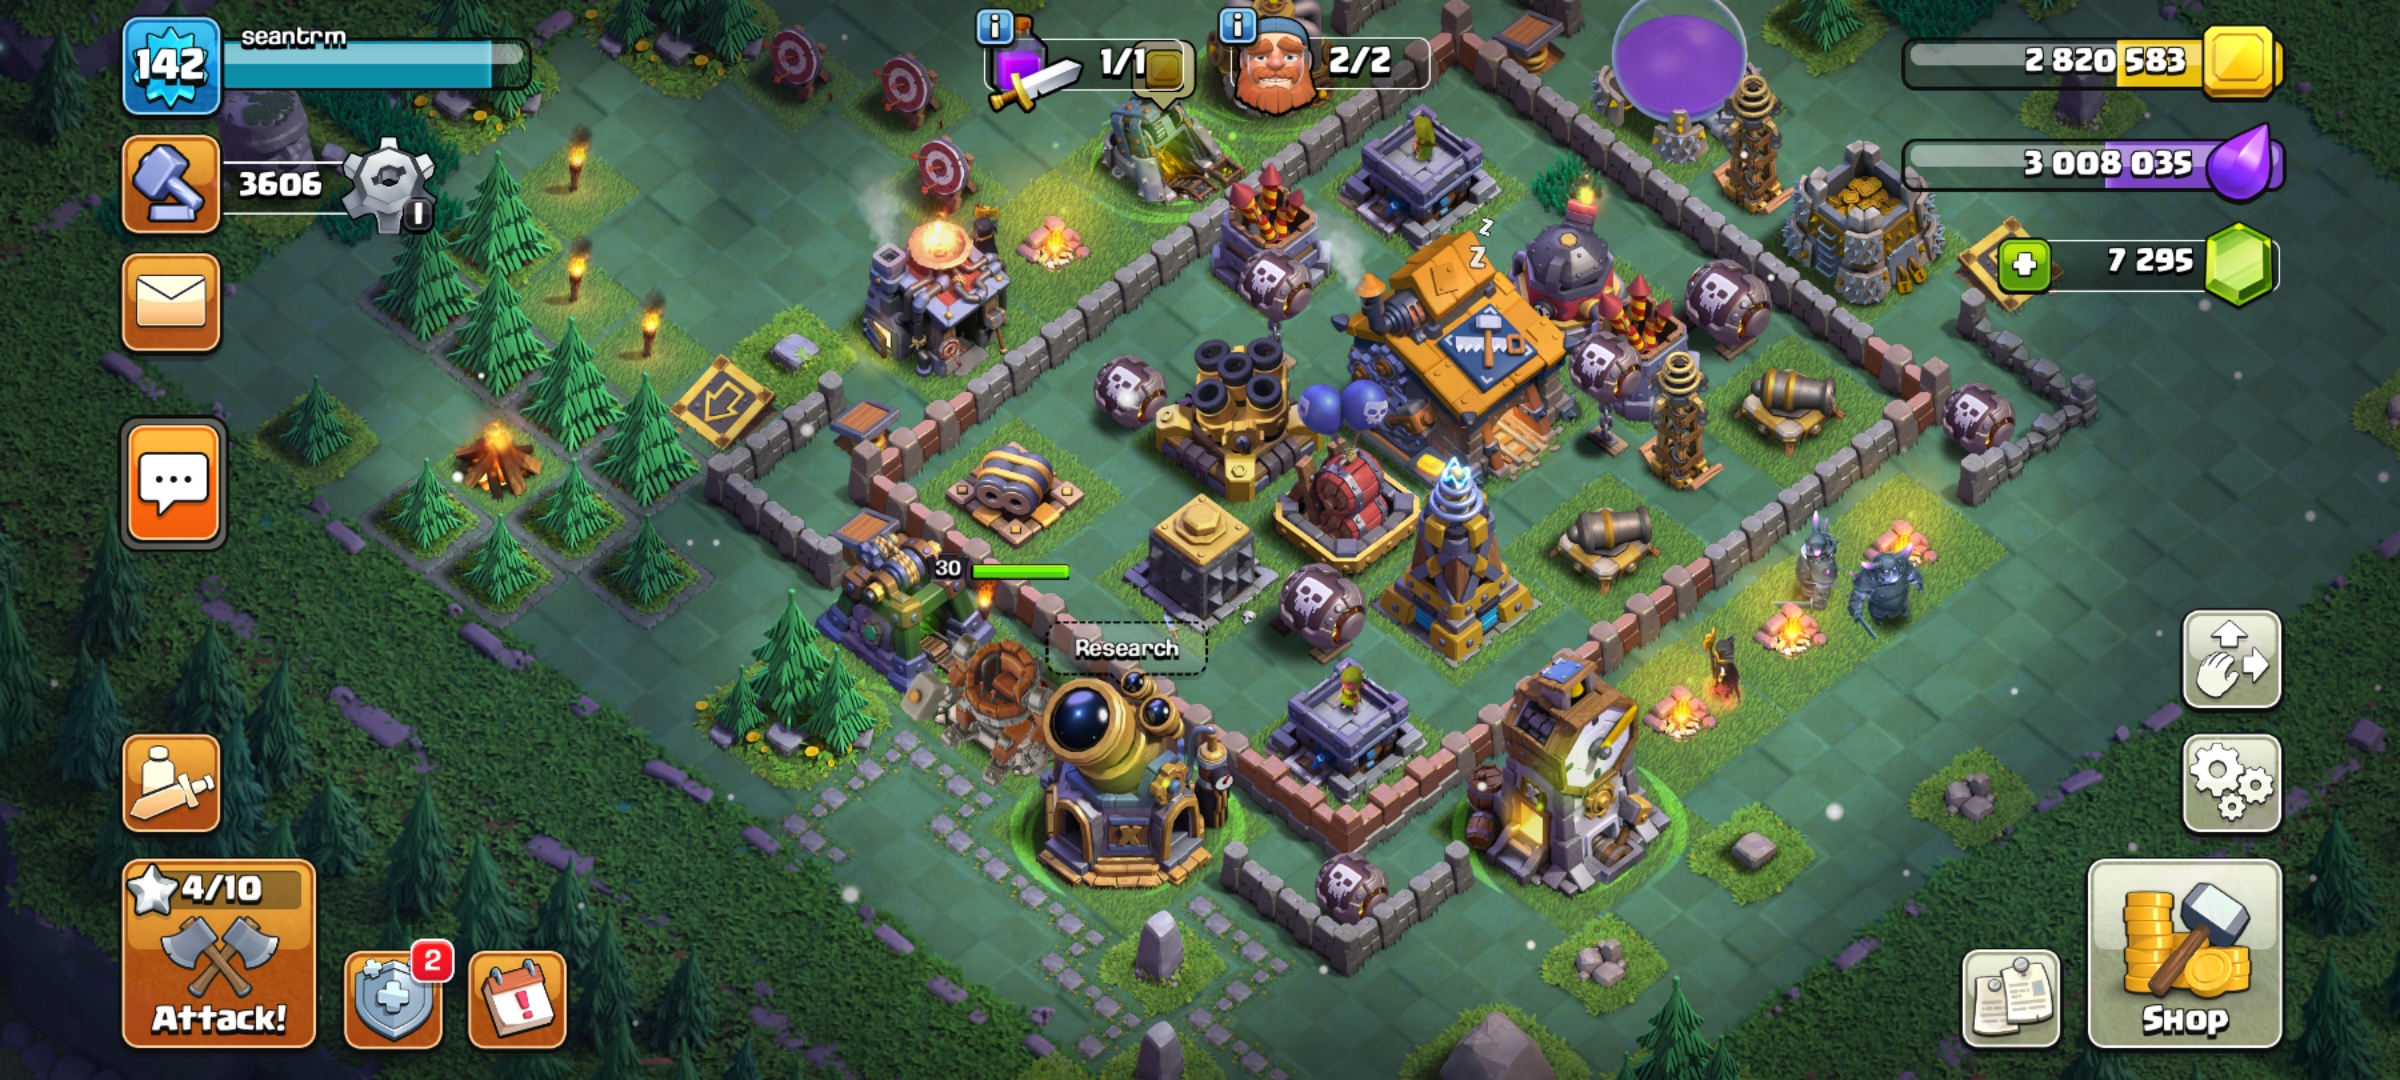 142
seantrm
i
1/1
i
2/2
2 820 583
3606
I
3 008 035
7 295
z
z
30
Research
4/10
Attack!
2
Shop